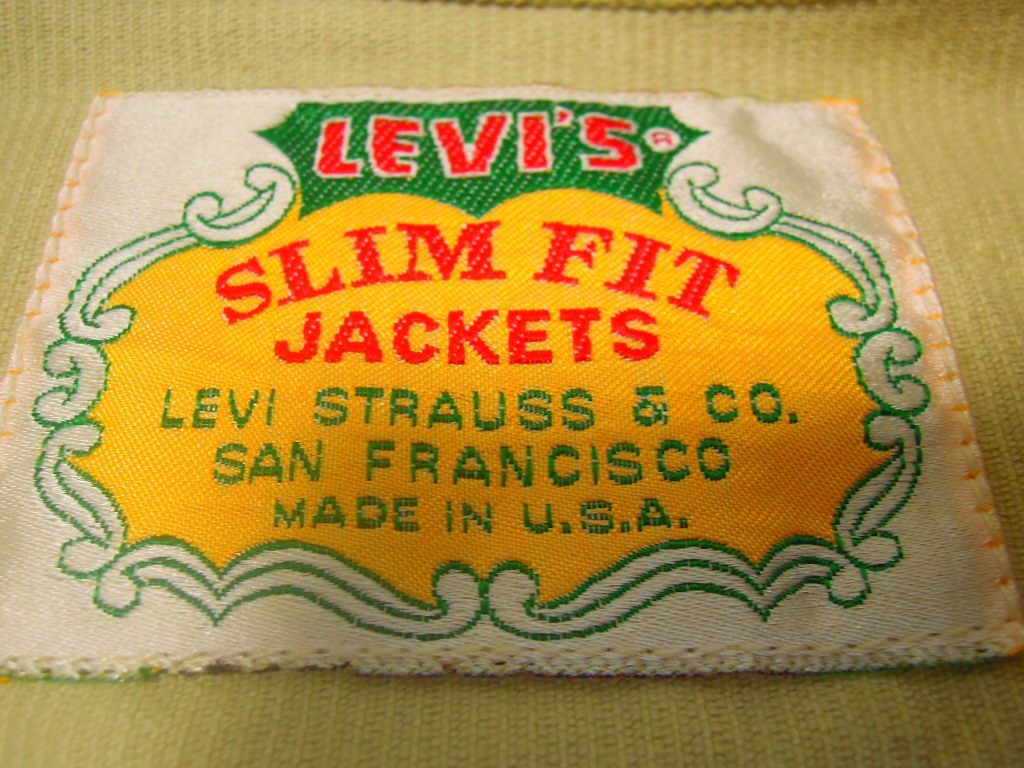 LEVI'S®
SLIM FIT
JACKETS
LEVI STRAUSS & CO.
SAN FRANCISCO
MADE IN U.S.A.